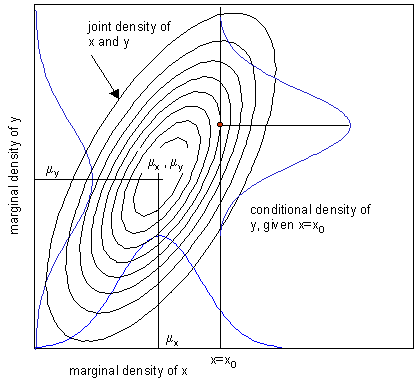 joint density of
x and y
marginal density of y
μy
μx , μy
conditional density of
y, given x=x0
μx
x=x0
marginal density of x